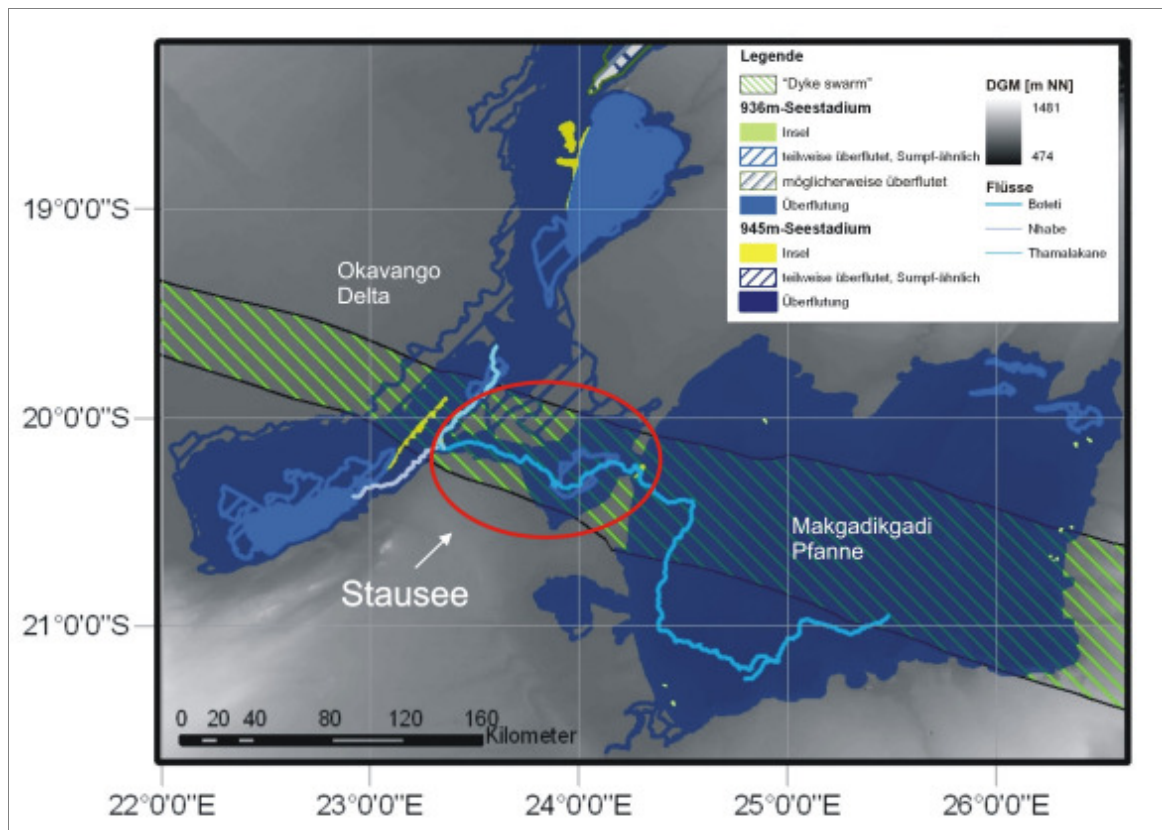 Legende
"Dyke swarm"
936m-Seestadium
Insel
teilweise überflutet, Sumpf-ähnlich
möglicherweise überflutet
Überflutung
945m-Seestadium
Insel
teilweise überflutet, Sumpf-ähnlich
Überflutung
DGM [m NN]
1481
474
Flüsse
Boteti
Nhabe
Thamalakane
19°0'0"S
20°0'0"S
21°0'0"S
Okavango
Delta
Makgadikgadi
Pfanne
Stausee
0 20 40 80 120 160
Kilometer
22°0'0"E 23°0'0"E 24°0'0"E 25°0'0"E 26°0'0"E